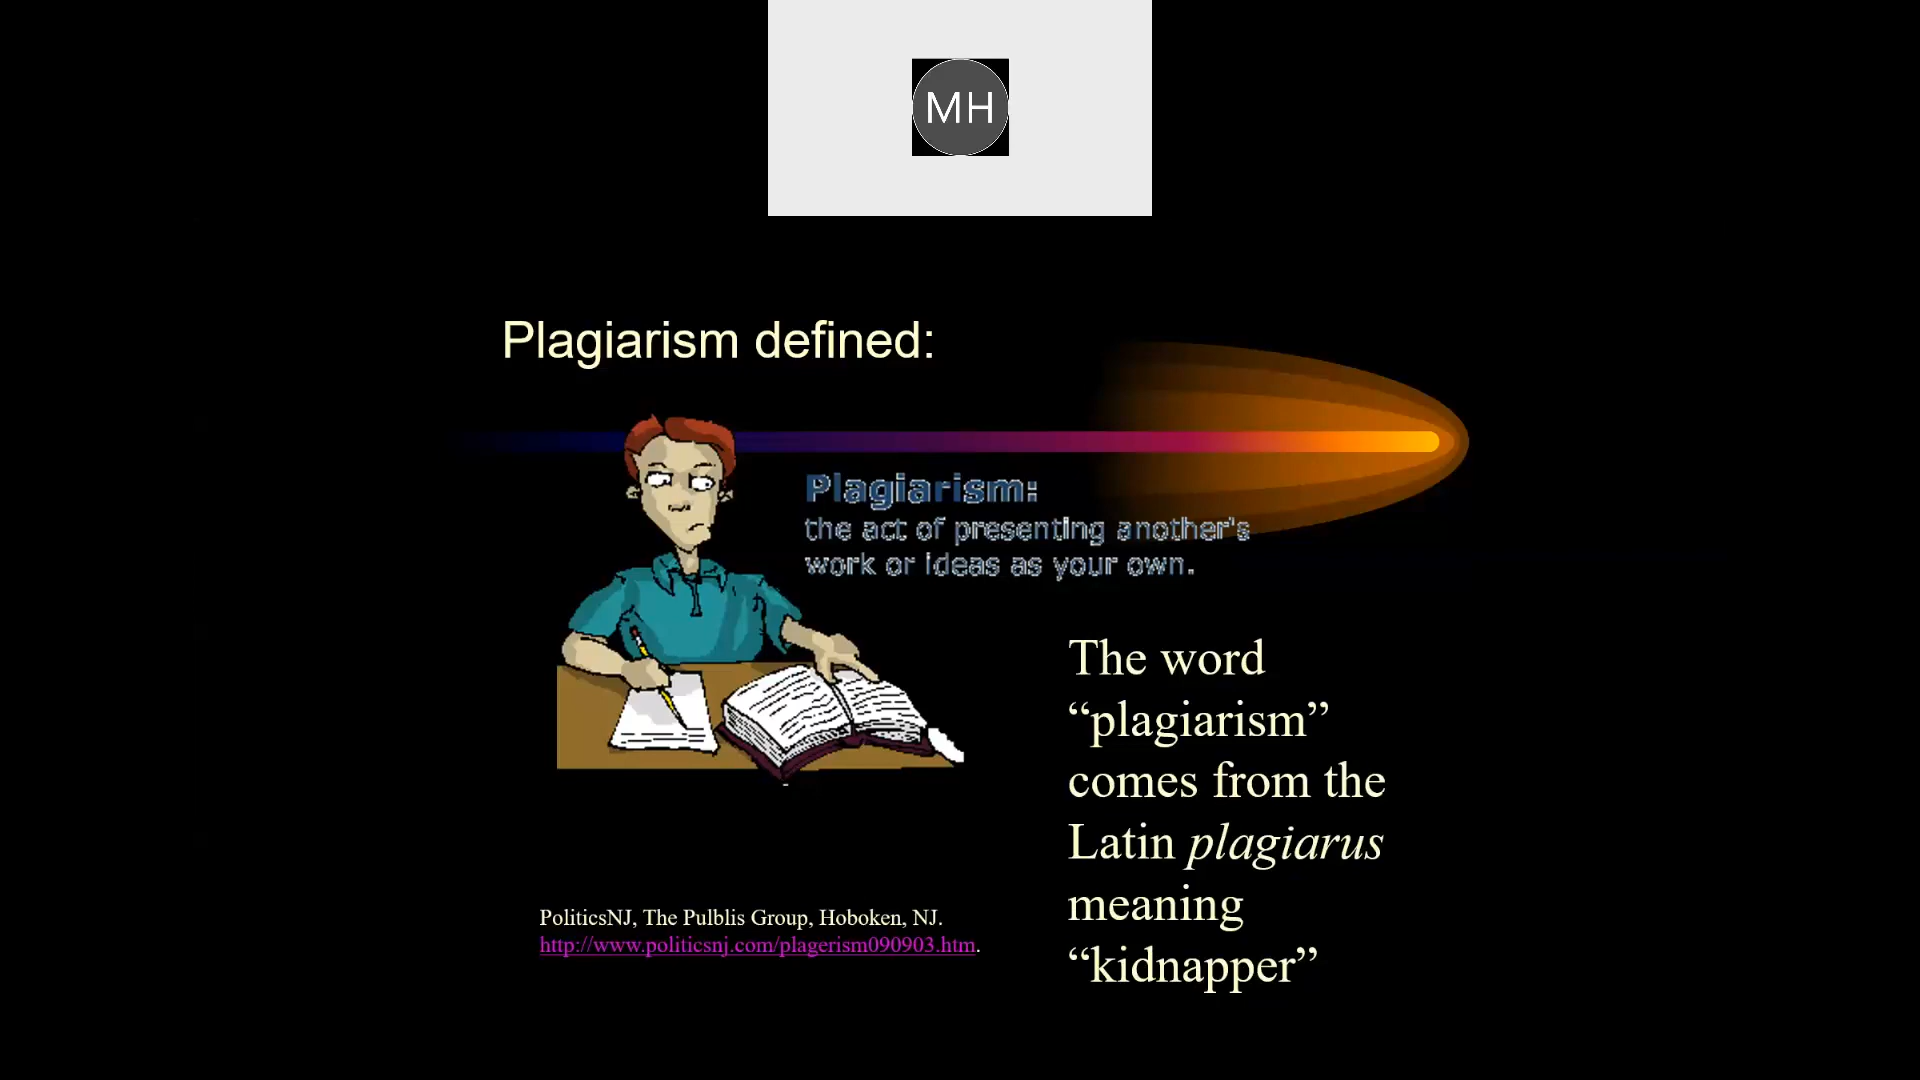 MH
Plagiarism defined:
Plagiarism:
the act of presenting another's
work or ideas as your own.
The word
“plagiarism”
comes from the
Latin plagiarus
meaning
“kidnapper”
PoliticsNJ, The Pulblis Group, Hoboken, NJ.
http://www.politicsnj.com/plagerism090903.htm.